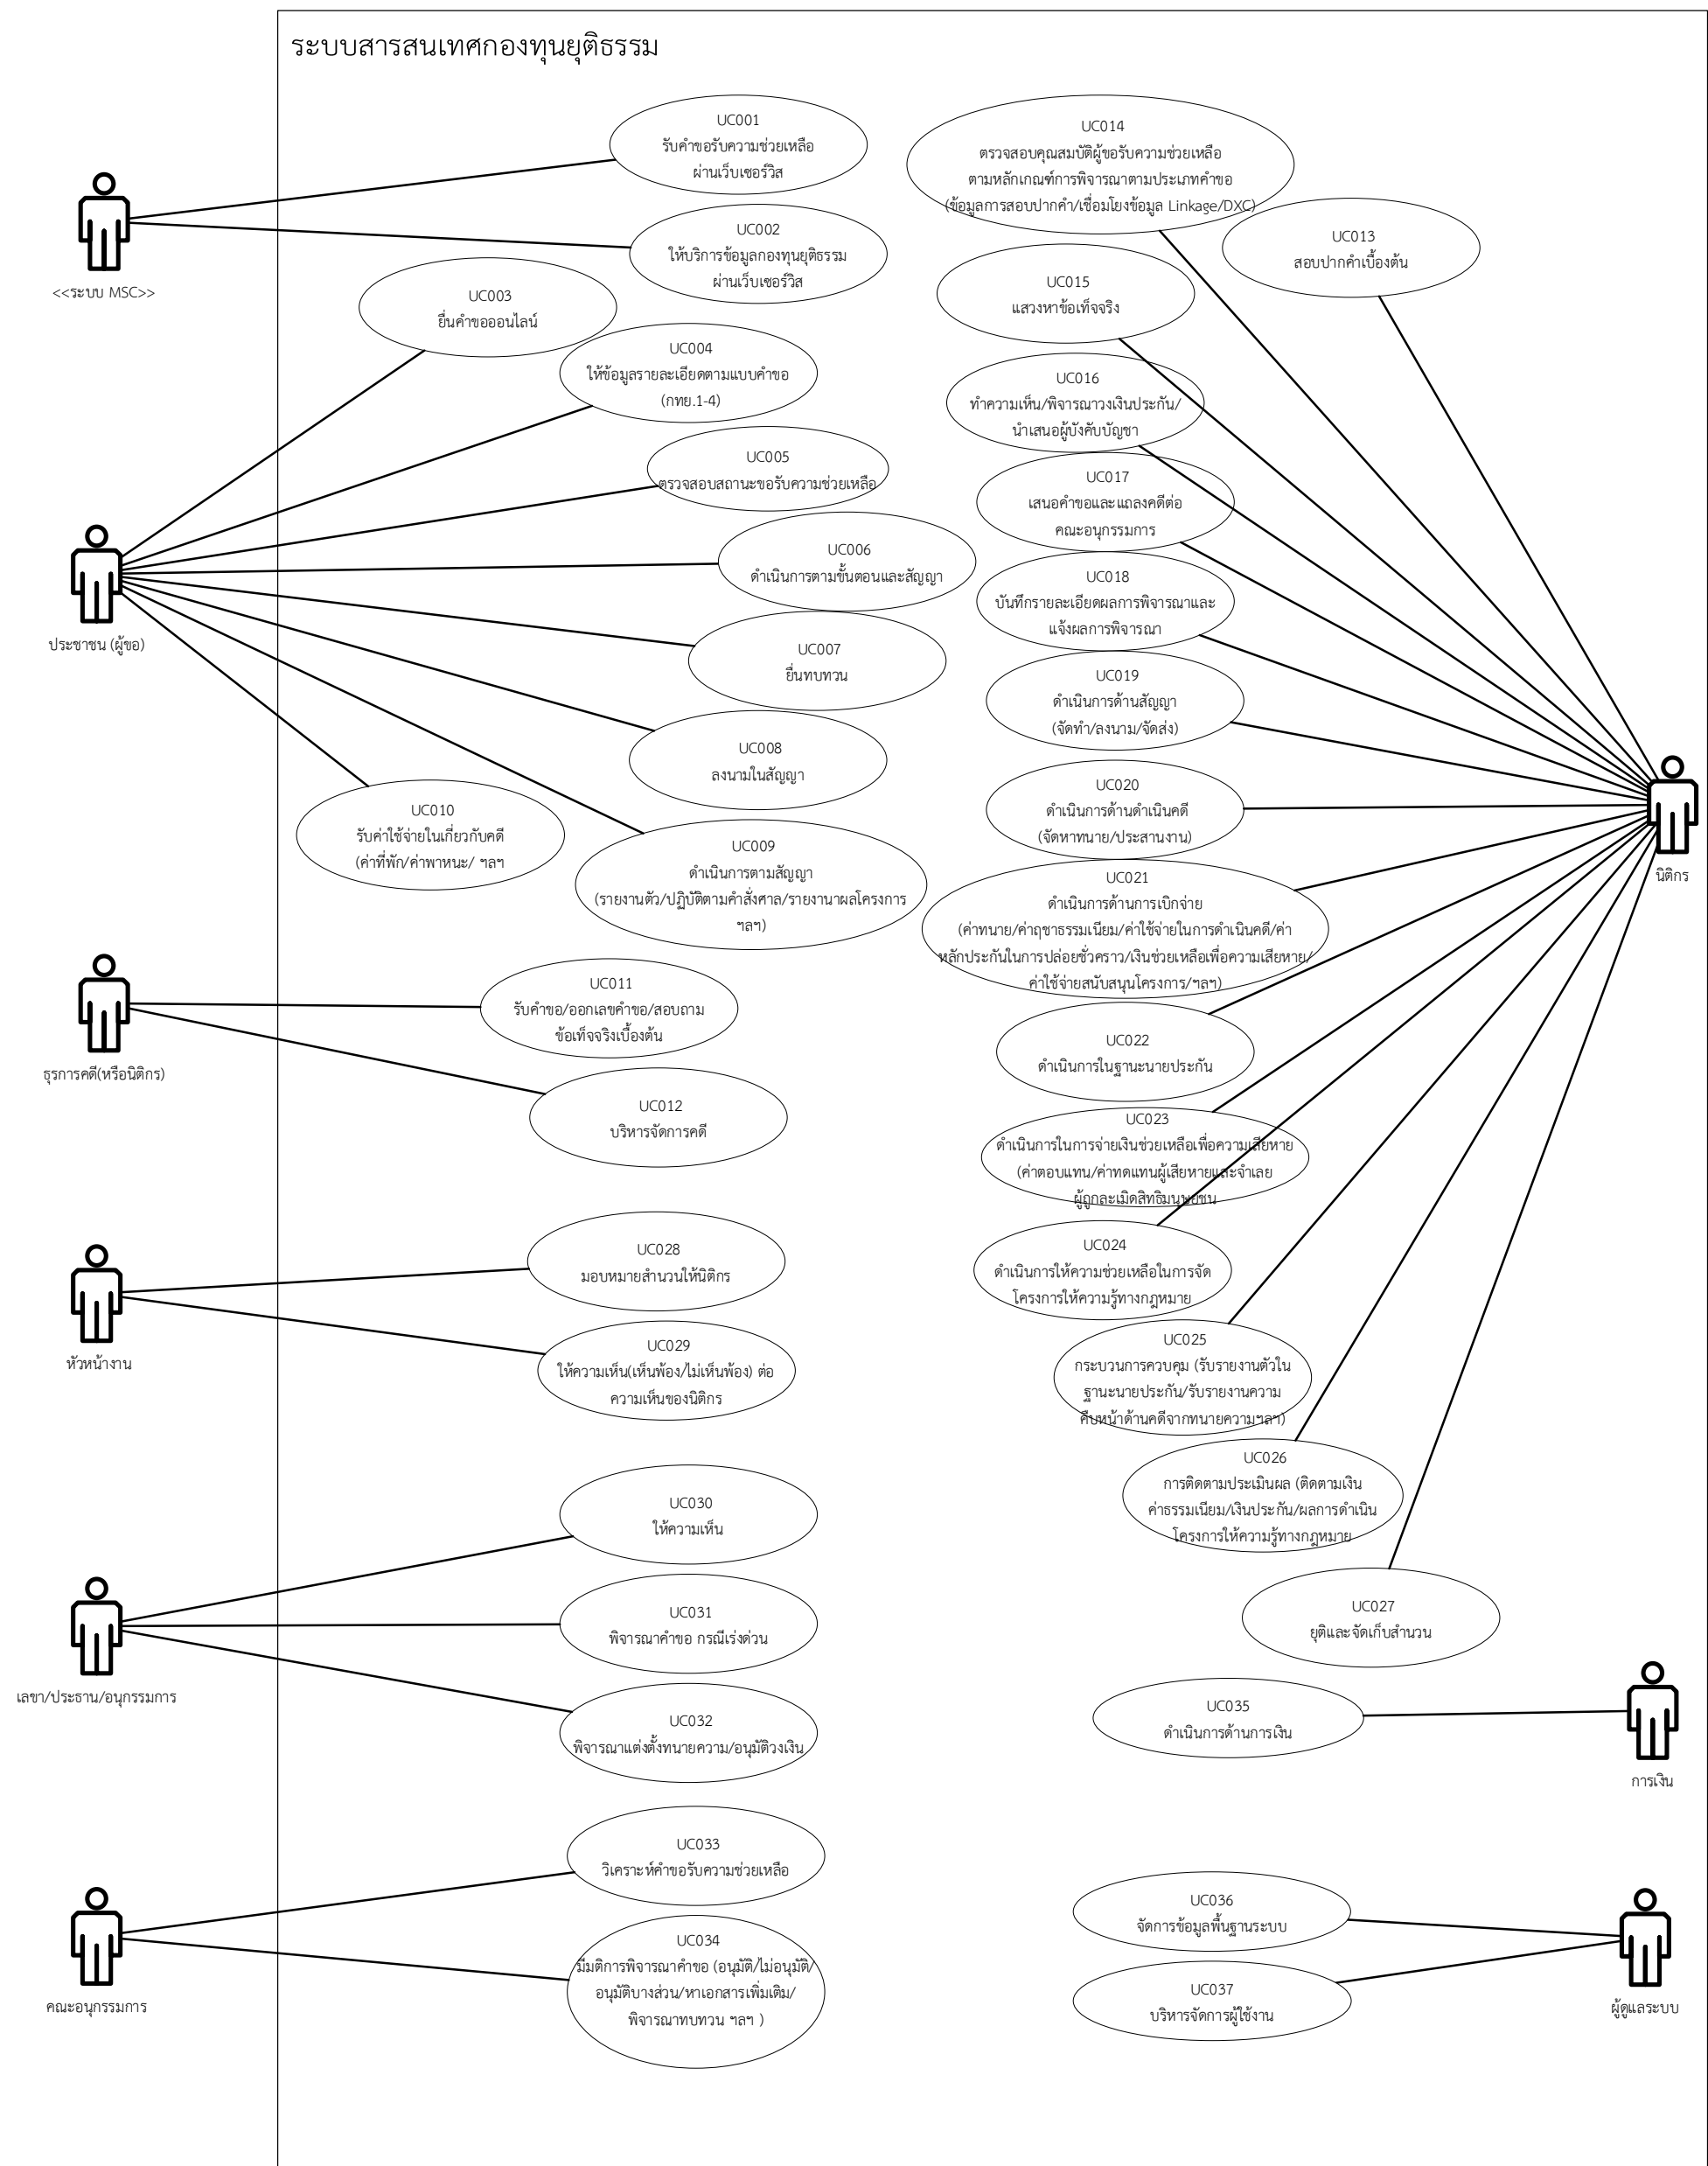 ระบบสารสนเทศกองทุนยุติธรรม
UC001
รับคำขอรับความช่วยเหลือ
ผ่านเว็บเซอร์วิส
UC002
ให้บริการข้อมูลกองทุนยุติธรรม
ผ่านเว็บเซอร์วิส
<<ระบบ MSC>>
UC003
ยื่นคำขอออนไลน์
UC004
ให้ข้อมูลรายละเอียดตามแบบคำขอ
(กทย.1-4)
UC005
ตรวจสอบสถานะขอรับความช่วยเหลือ
UC006
ดำเนินการตามขั้นตอนและสัญญา
ประชาชน (ผู้ขอ)
UC007
ยื่นทบทวน
UC008
ลงนามในสัญญา
UC010
รับค่าใช้จ่ายในเกี่ยวกับคดี
(ค่าที่พัก/ค่าพาหนะ/ ฯลฯ
UC009
ดำเนินการตามสัญญา
(รายงานตัว/ปฏิบัติตามคำสั่งศาล/รายงานาผลโครงการ
ฯลฯ)
UC011
รับคำขอ/ออกเลขคำขอ/สอบถาม
ข้อเท็จจริงเบื้องต้น
ธุรการคดี(หรือนิติกร)
UC012
บริหารจัดการคดี
UC028
มอบหมายสำนวนให้นิติกร
หัวหน้างาน
UC029
ให้ความเห็น(เห็นพ้อง/ไม่เห็นพ้อง) ต่อ
ความเห็นของนิติกร
UC030
ให้ความเห็น
UC031
พิจารณาคำขอ กรณีเร่งด่วน
เลขา/ประธาน/อนุกรรมการ
UC032
พิจารณาแต่งตั้งทนายความ/อนุมัติวงเงิน
UC033
วิเคราะห์คำขอรับความช่วยเหลือ
UC034
มีมติการพิจารณาคำขอ (อนุมัติ/ไม่อนุมัติ/
อนุมัติบางส่วน/หาเอกสารเพิ่มเติม/
พิจารณาทบทวน ฯลฯ )
คณะอนุกรรมการ
UC014
ตรวจสอบคุณสมบัติผู้ขอรับความช่วยเหลือ
ตามหลักเกณฑ์การพิจารณาตามประเภทคำขอ
(ข้อมูลการสอบปากคำ/เชื่อมโยงข้อมูล Linkage/DXC)
UC013
สอบปากคำเบื้องต้น
UC015
แสวงหาข้อเท็จจริง
UC016
ทำความเห็น/พิจารณาวงเงินประกัน/
นำเสนอผู้บังคับบัญชา
UC017
เสนอคำขอและแถลงคดีต่อ
คณะอนุกรรมการ
UC018
บันทึกรายละเอียดผลการพิจารณาและ
แจ้งผลการพิจารณา
UC019
ดำเนินการด้านสัญญา
(จัดทำ/ลงนาม/จัดส่ง)
UC020
ดำเนินการด้านดำเนินคดี
(จัดหาทนาย/ประสานงาน)
นิติกร
UC021
ดำเนินการด้านการเบิกจ่าย
(ค่าทนาย/ค่าฤชาธรรมเนียม/ค่าใช้จ่ายในการดำเนินคดี/ค่า
หลักประกันในการปล่อยชั่วคราว/เงินช่วยเหลือเพื่อความเสียหาย/
ค่าใช้จ่ายสนับสนุนโครงการ/ฯลฯ)
UC022
ดำเนินการในฐานะนายประกัน
UC023
ดำเนินการในการจ่ายเงินช่วยเหลือเพื่อความเสียหาย
(ค่าตอบแทน/ค่าทดแทนผู้เสียหายและจำเลย
ผู้ถูกละเมิดสิทธิมนุษยชน
UC024
ดำเนินการให้ความช่วยเหลือในการจัด
โครงการให้ความรู้ทางกฎหมาย
UC025
กระบวนการควบคุม (รับรายงานตัวใน
ฐานะนายประกัน/รับรายงานความ
คืบหน้าด้านคดีจากทนายความฯลฯ)
UC026
การติดตามประเมินผล (ติดตามเงิน
ค่าธรรมเนียม/เงินประกัน/ผลการดำเนิน
โครงการให้ความรู้ทางกฎหมาย
UC027
ยุติและจัดเก็บสำนวน
UC035
ดำเนินการด้านการเงิน
การเงิน
UC036
จัดการข้อมูลพื้นฐานระบบ
UC037
บริหารจัดการผู้ใช้งาน
ผู้ดูแลระบบ